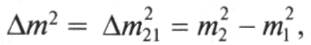 Δm² = Δm²₂₁ = m²₂ − m²₁,